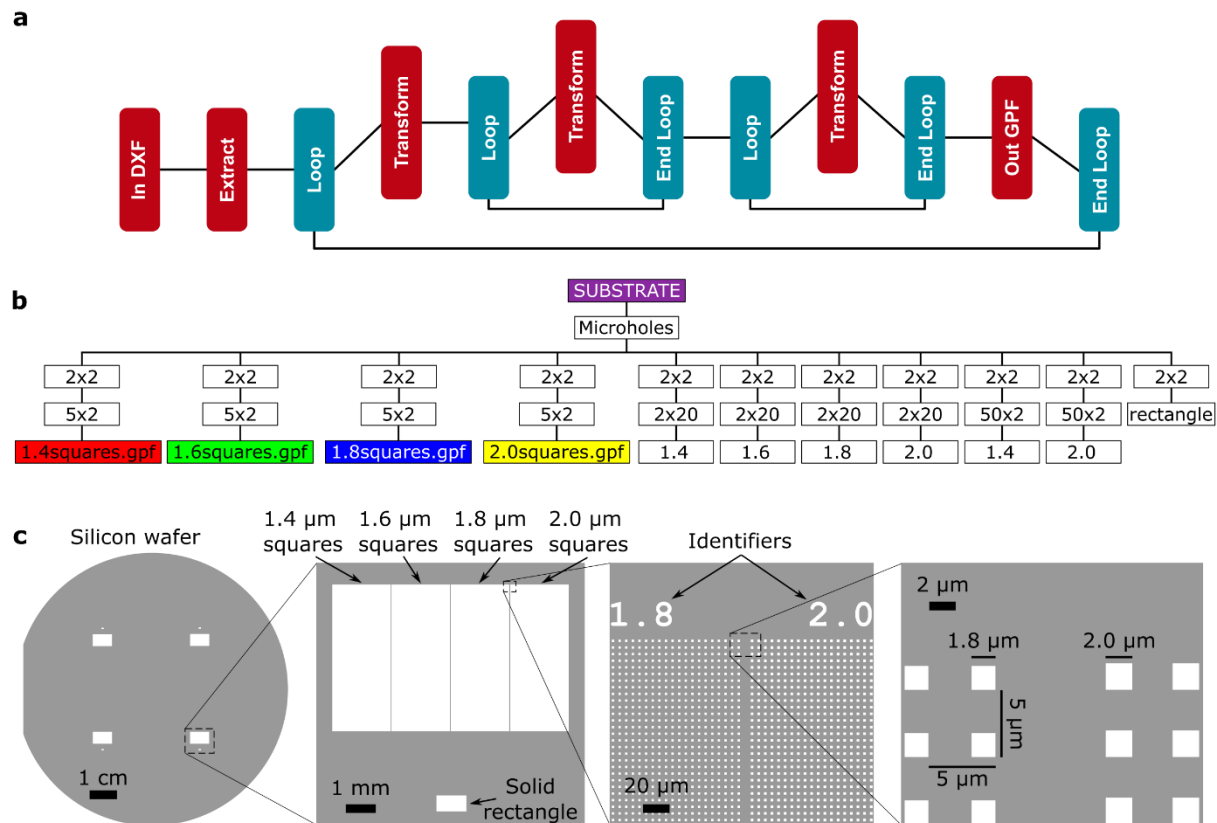 a
In DXF
Extract
Loop
Transform
Loop
Transform
End Loop
Loop
Transform
End Loop
Out GPF
End Loop
b
SUBSTRATE
Microholes
2x2 2x2 2x2 2x2 2x2 2x2 2x2 2x2 2x2 2x2 2x2
5x2 5x2 5x2 5x2 2x20 2x20 2x20 2x20 50x2 50x2 rectangle
1.4squares.gpf 1.6squares.gpf 1.8squares.gpf 2.0squares.gpf 1.4 1.6 1.8 2.0 1.4 2.0
c
Silicon wafer
1 cm
1.4 µm
squares
1.6 µm
squares
1.8 µm
squares
2.0 µm
squares
1 mm
Solid
rectangle
Identifiers
1.8 2.0
20 µm
2 µm
1.8 µm
2.0 µm
5 µm
5 µm